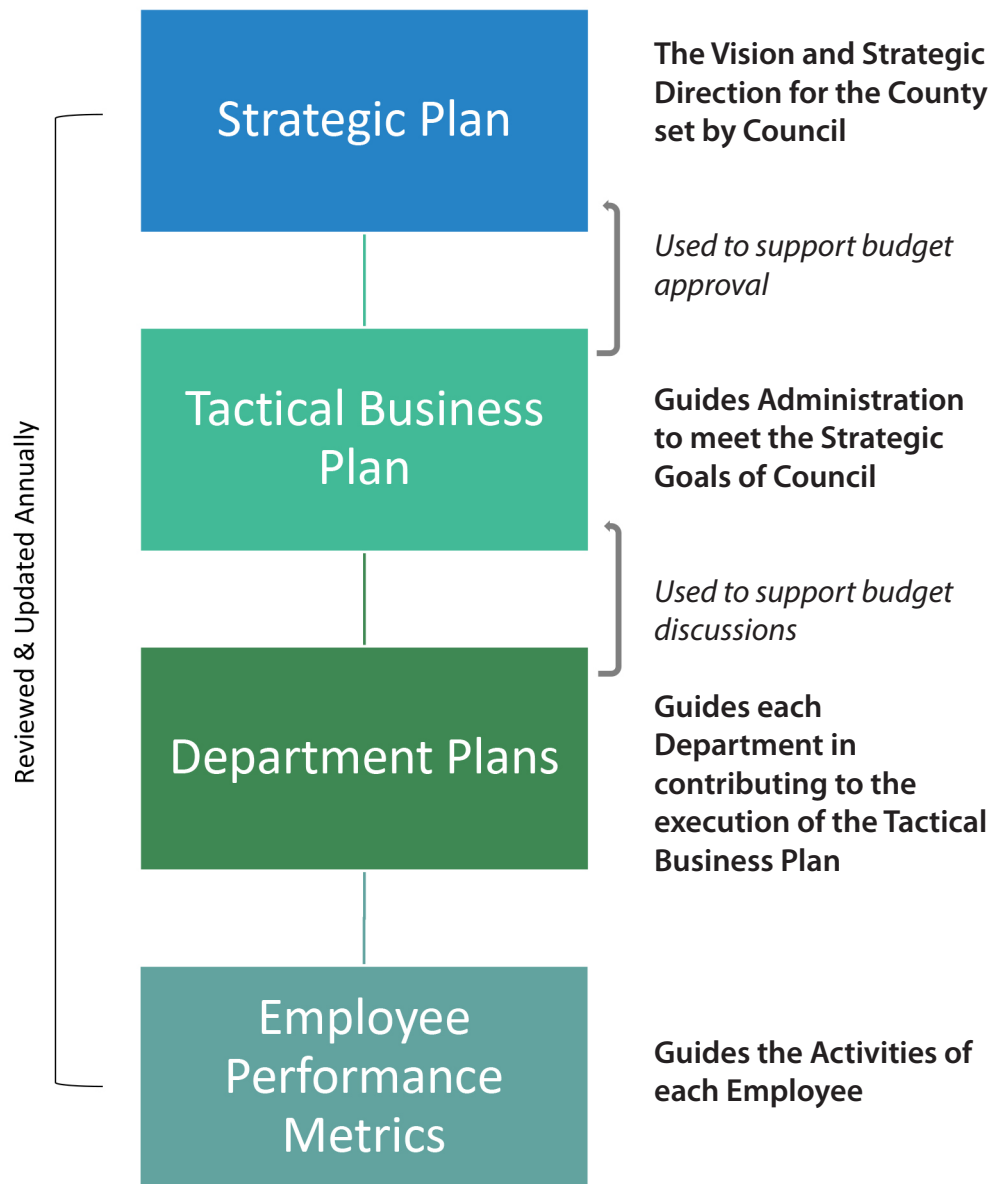 Strategic Plan
The Vision and Strategic
Direction for the County
set by Council
Used to support budget
approval
Tactical Business
Plan
Guides Administration
to meet the Strategic
Goals of Council
Used to support budget
discussions
Department Plans
Guides each
Department in
contributing to the
execution of the Tactical
Business Plan
Employee
Performance
Metrics
Guides the Activities of
each Employee
Reviewed & Updated Annually